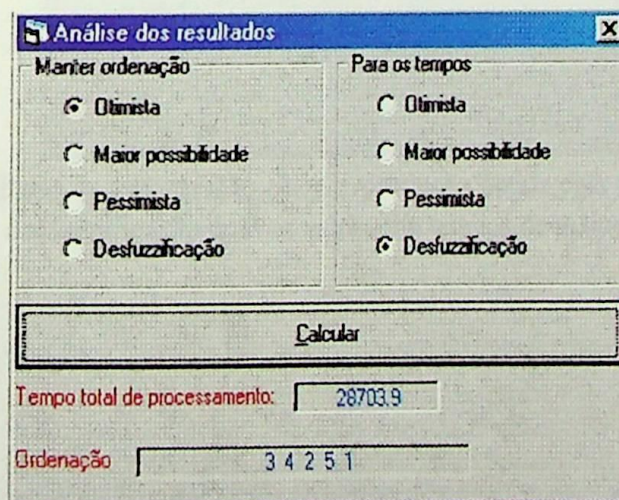 Análise dos resultados
Manter ordenação
Otimista
Maior possibilidade
Pessimista
Desfuzzificação
Para os tempos
Otimista
Maior possibilidade
Pessimista
Desfuzzificação
Calcular
Tempo total de processamento: 28703.9
Ordenação 3 4 2 5 1